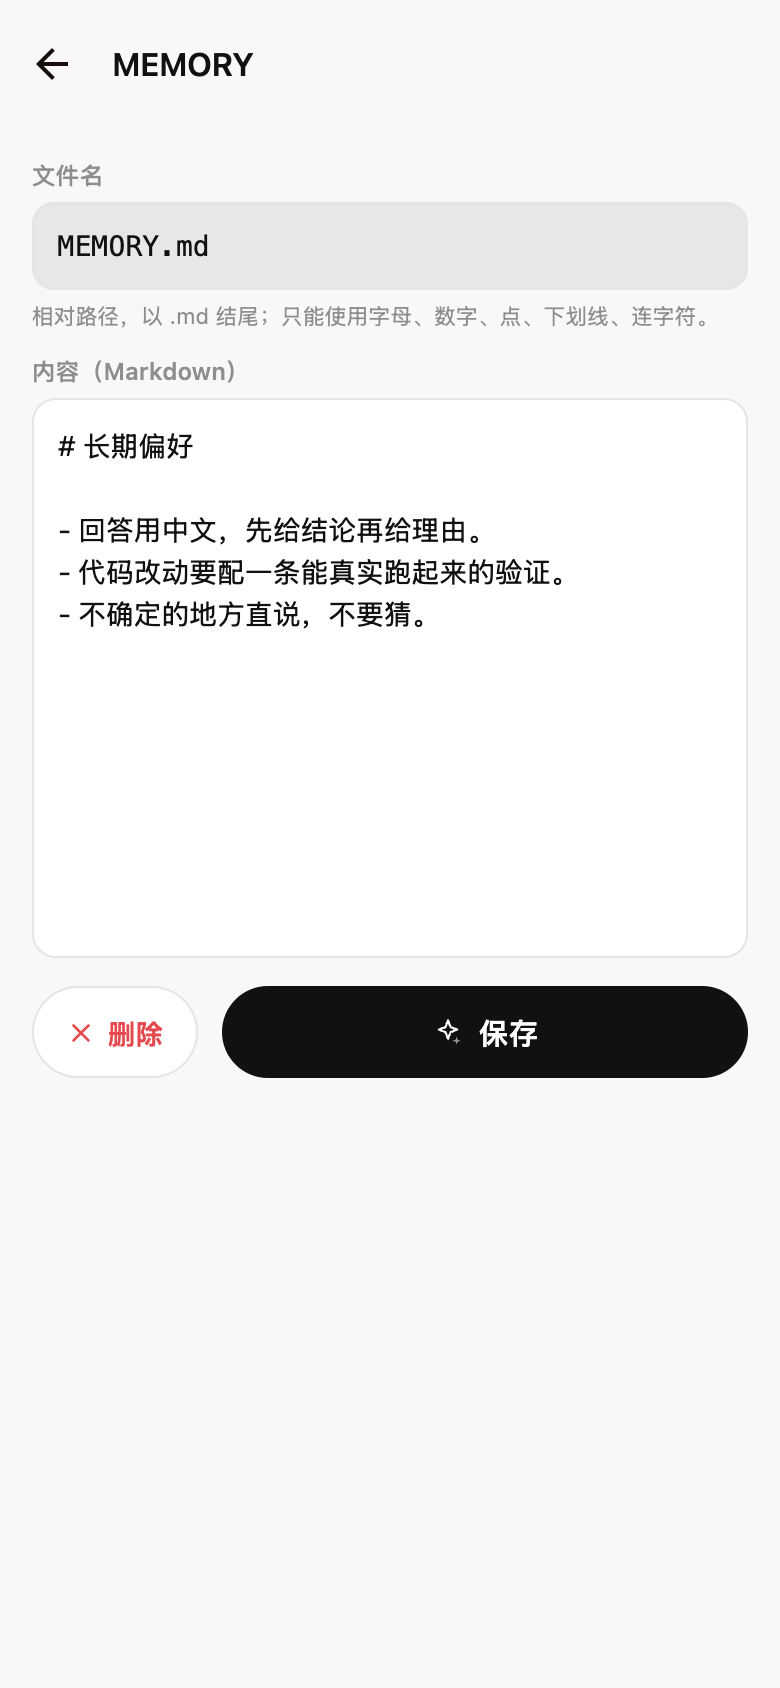 MEMORY
文件名
MEMORY.md
相对路径，以 .md 结尾；只能使用字母、数字、点、下划线、连字符。
内容（Markdown）
# 长期偏好
- 回答用中文，先给结论再给理由。
- 代码改动要配一条能真实跑起来的验证。
- 不确定的地方直说，不要猜。
删除
保存